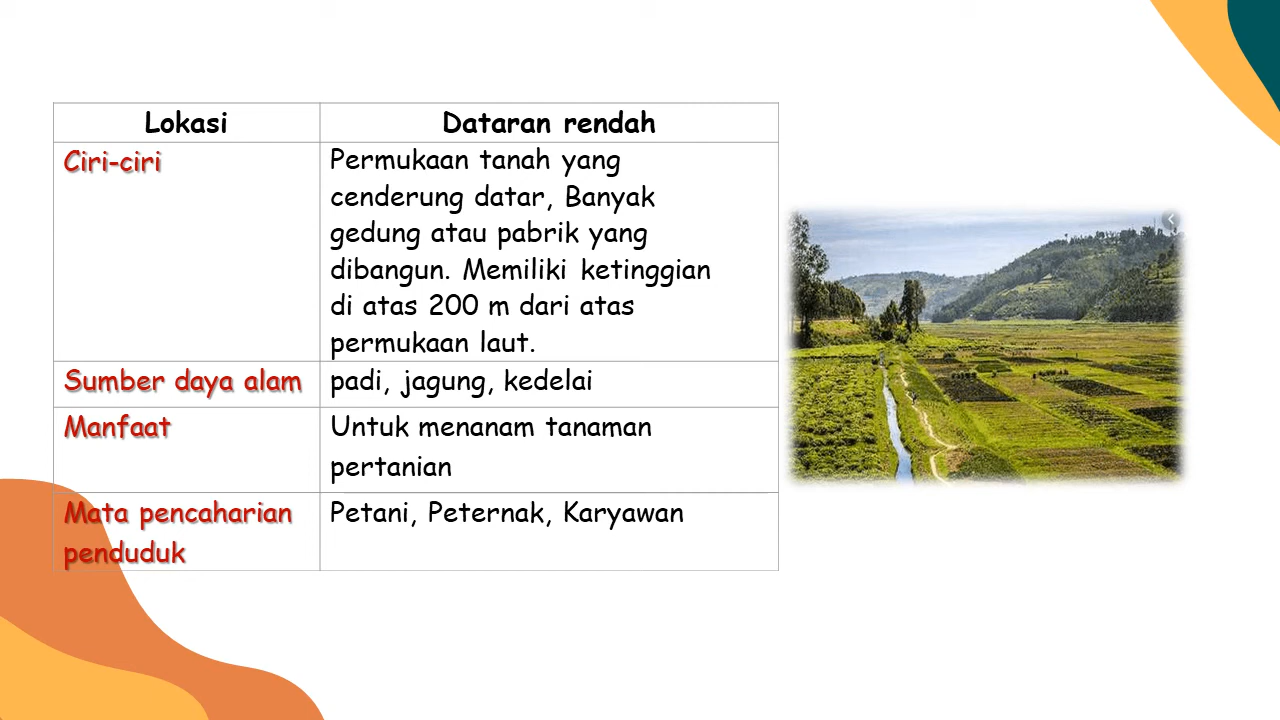 Lokasi
Dataran rendah
Ciri-ciri
Permukaan tanah yang
cenderung datar, Banyak
gedung atau pabrik yang
dibangun. Memiliki ketinggian
di atas 200 m dari atas
permukaan laut.
Sumber daya alam
padi, jagung, kedelai
Manfaat
Untuk menanam tanaman
pertanian
Mata pencaharian
penduduk
Petani, Peternak, Karyawan